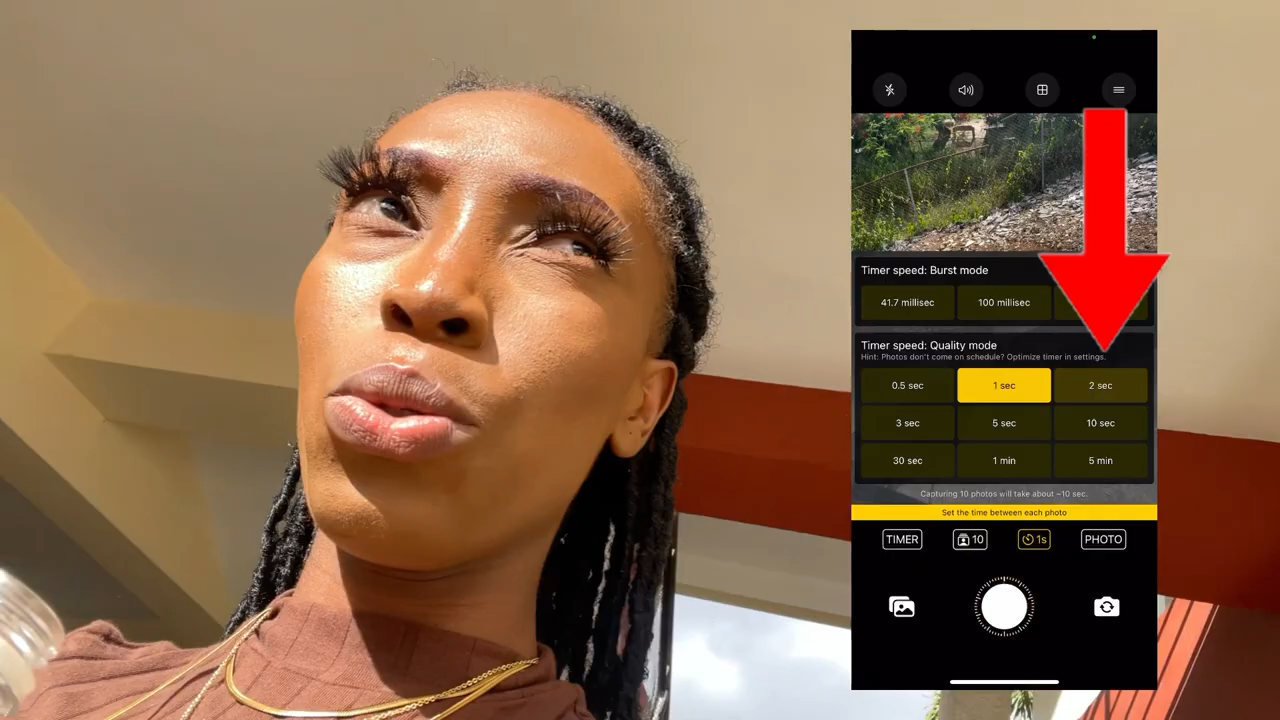 Timer speed: Burst mode
41.7 millisec
100 millisec
Timer speed: Quality mode
Hint: Photos don't come on schedule? Optimize timer in settings.
0.5 sec
1 sec
2 sec
3 sec
5 sec
10 sec
30 sec
1 min
5 min
Capturing 10 photos will take about ~10 sec.
Set the time between each photo
TIMER
10
1s
PHOTO